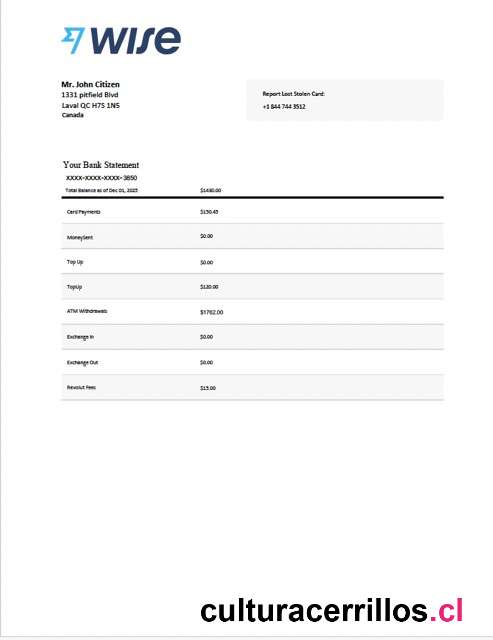 WISE
Mr. John Citizen
1331 pitfield Blvd
Laval QC H7S 1N5
Canada
Report Lost Stolen Card:
+1 844 744 3512
Your Bank Statement
XXXX-XXXX-XXXX-3850
Total Balance as of Dec 01, 2025 $1430.00
Card Payments $150.45
MoneySent $0.00
Top Up $0.00
TopUp $120.00
ATM Withdrawals $1762.00
Exchange In $0.00
Exchange Out $0.00
Revolut Fees $15.00
culturacerrillos.cl